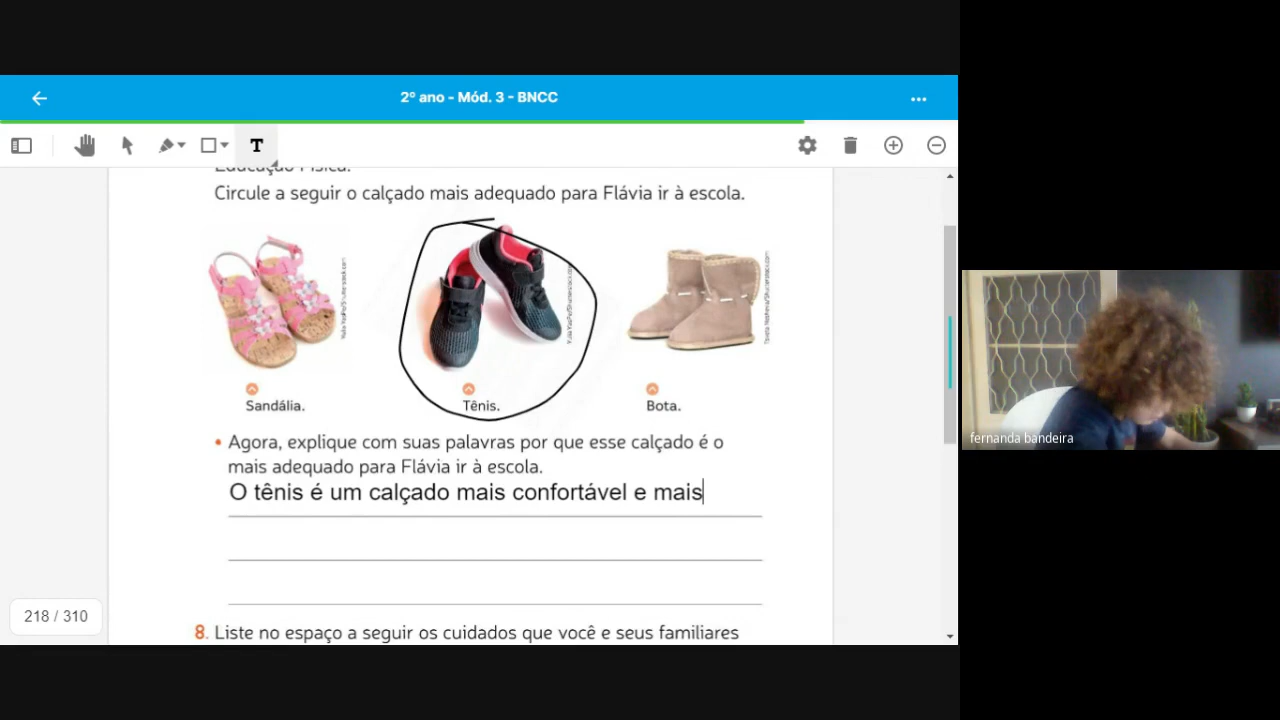 2º ano - Mód. 3 - BNCC
T
Educação Física.
Circule a seguir o calçado mais adequado para Flávia ir à escola.
Sandália.
Tênis.
Bota.
• Agora, explique com suas palavras por que esse calçado é o
mais adequado para Flávia ir à escola.
O tênis é um calçado mais confortável e mais
8. Liste no espaço a seguir os cuidados que você e seus familiares
218 / 310
fernanda bandeira